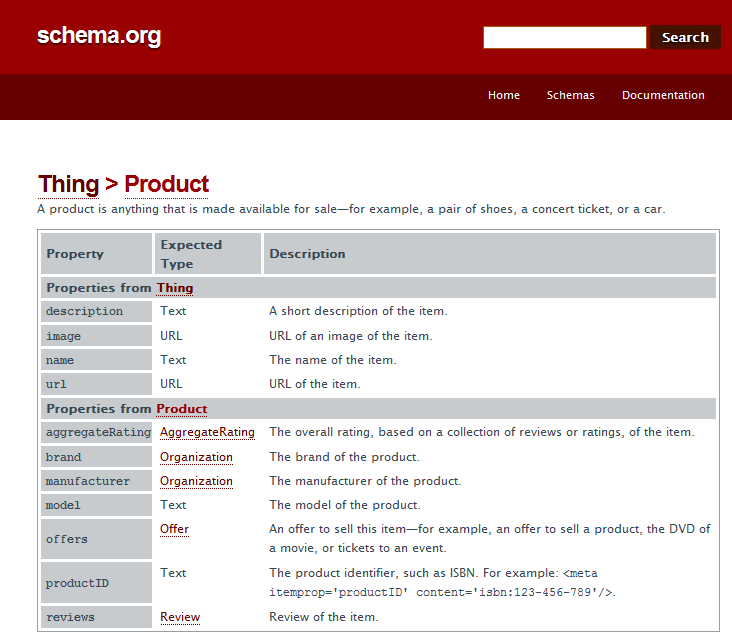 schema.org
Search
Home Schemas Documentation
Thing > Product
A product is anything that is made available for sale—for example, a pair of shoes, a concert ticket, or a car.
Property Expected Type Description
Properties from Thing
description Text A short description of the item.
image URL URL of an image of the item.
name Text The name of the item.
url URL URL of the item.
Properties from Product
aggregateRating AggregateRating The overall rating, based on a collection of reviews or ratings, of the item.
brand Organization The brand of the product.
manufacturer Organization The manufacturer of the product.
model Text The model of the product.
offers Offer An offer to sell this item—for example, an offer to sell a product, the DVD of
a movie, or tickets to an event.
productID Text The product identifier, such as ISBN. For example: <meta
itemprop='productID' content='isbn:123-456-789'/>.
reviews Review Review of the item.